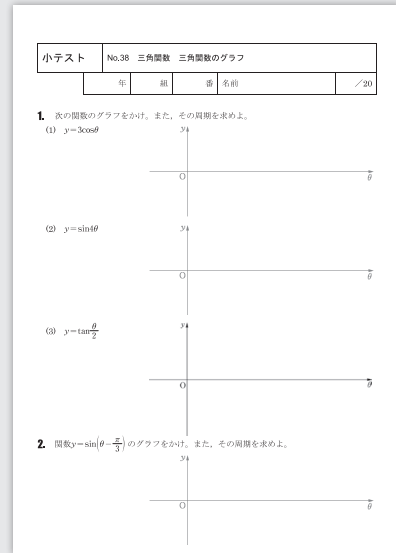 小テスト No.38 三角関数 三角関数のグラフ
年 組 番 名前 /20
1. 次の関数のグラフをかけ。また，その周期を求めよ。
(1) y=3cosθ
y
O θ
(2) y=sin4θ
y
O θ
(3) y=tan θ/2
y
O θ
2. 関数y=sin(θ−π/3)のグラフをかけ。また，その周期を求めよ。
y
O θ